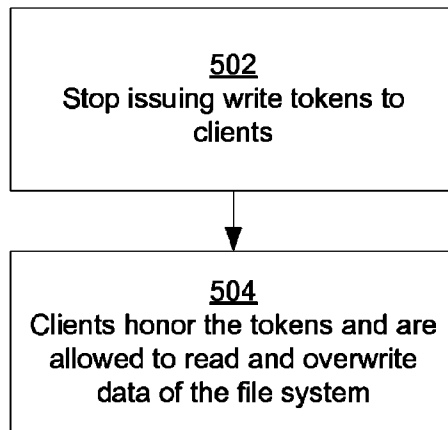 502
Stop issuing write tokens to
clients
504
Clients honor the tokens and are
allowed to read and overwrite
data of the file system